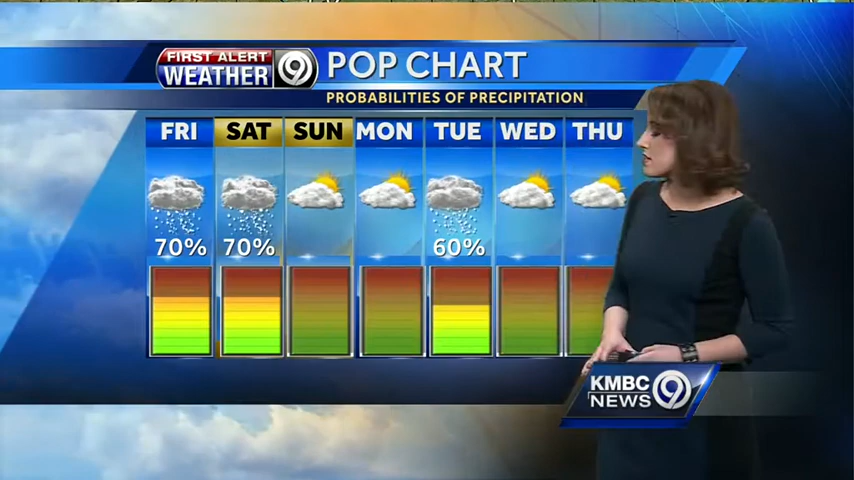 FIRST ALERT
WEATHER 9
POP CHART
PROBABILITIES OF PRECIPITATION
FRI SAT SUN MON TUE WED THU
70% 70% 60%
KMBC 9
NEWS